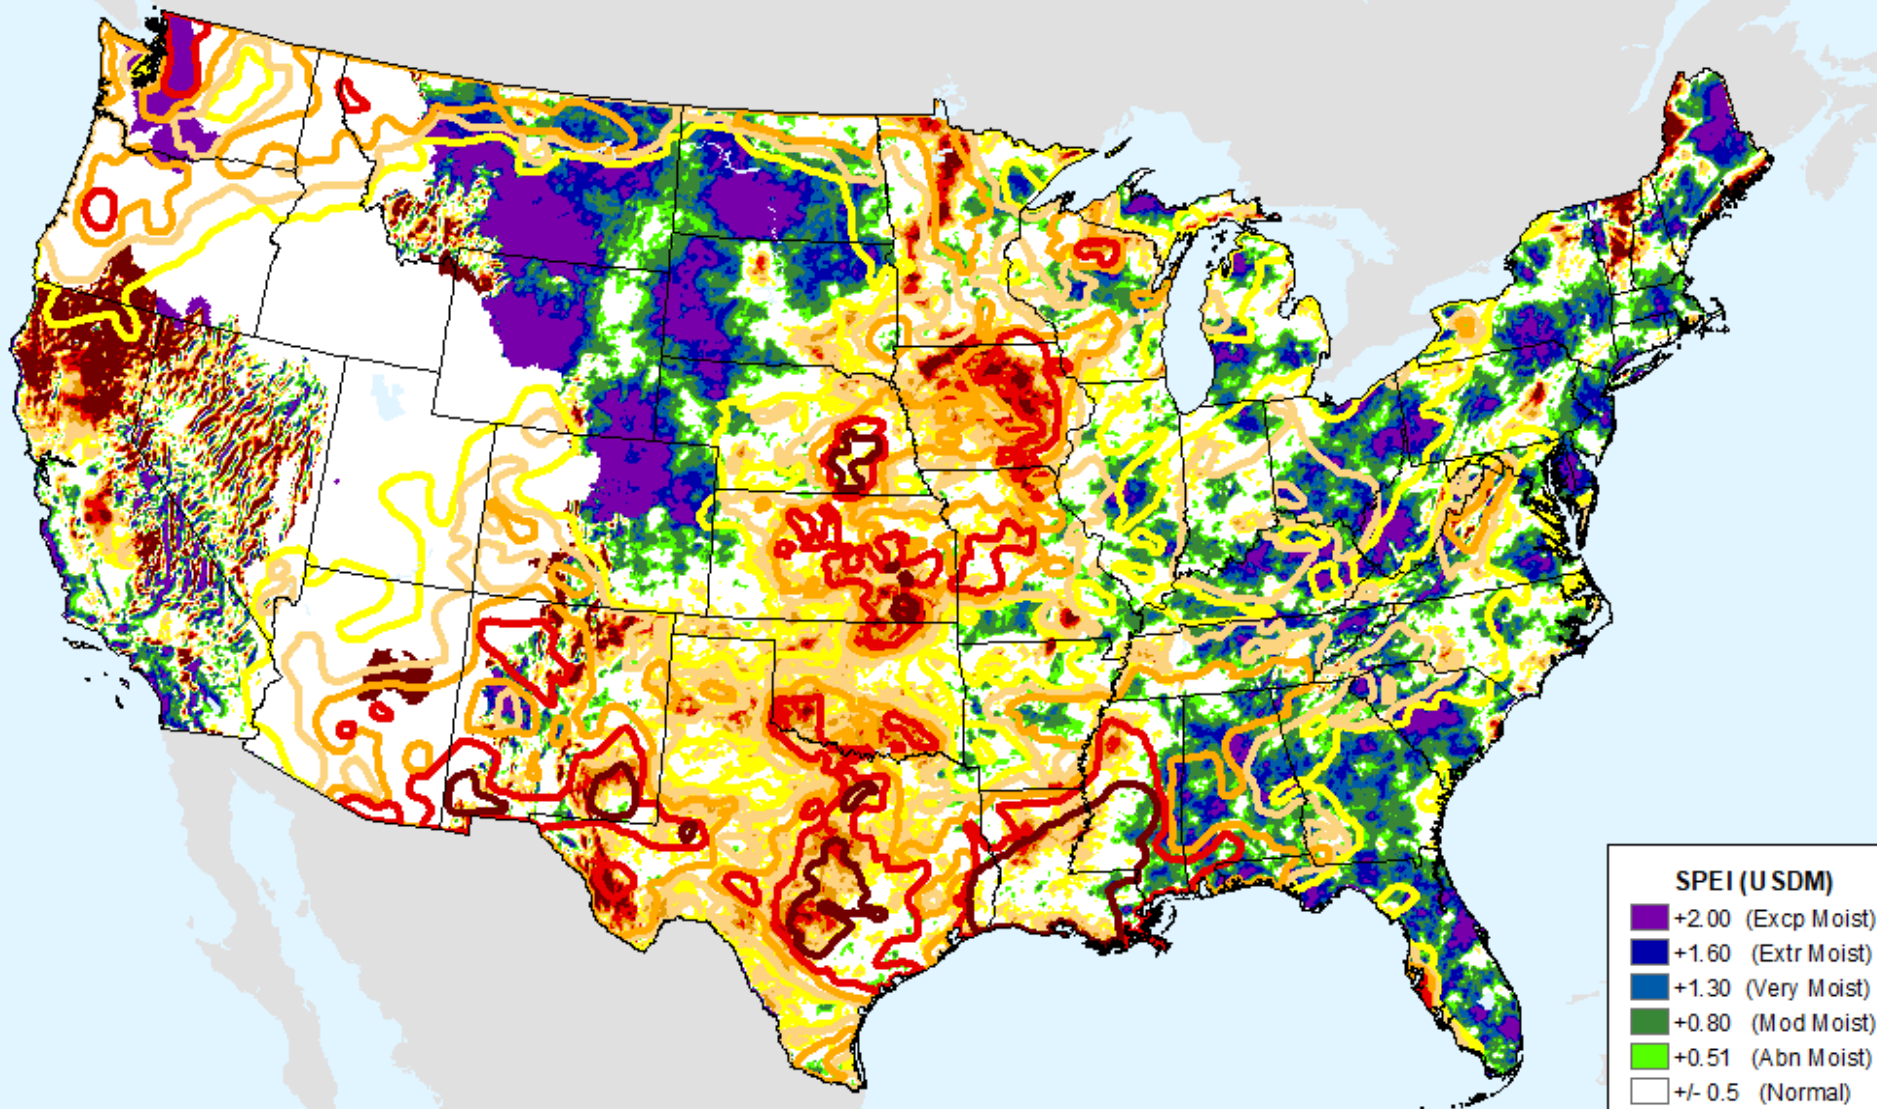 SPEI (USDM)
+2.00 (Excp Moist)
+1.60 (Extr Moist)
+1.30 (Very Moist)
+0.80 (Mod Moist)
+0.51 (Abn Moist)
+/- 0.5 (Normal)